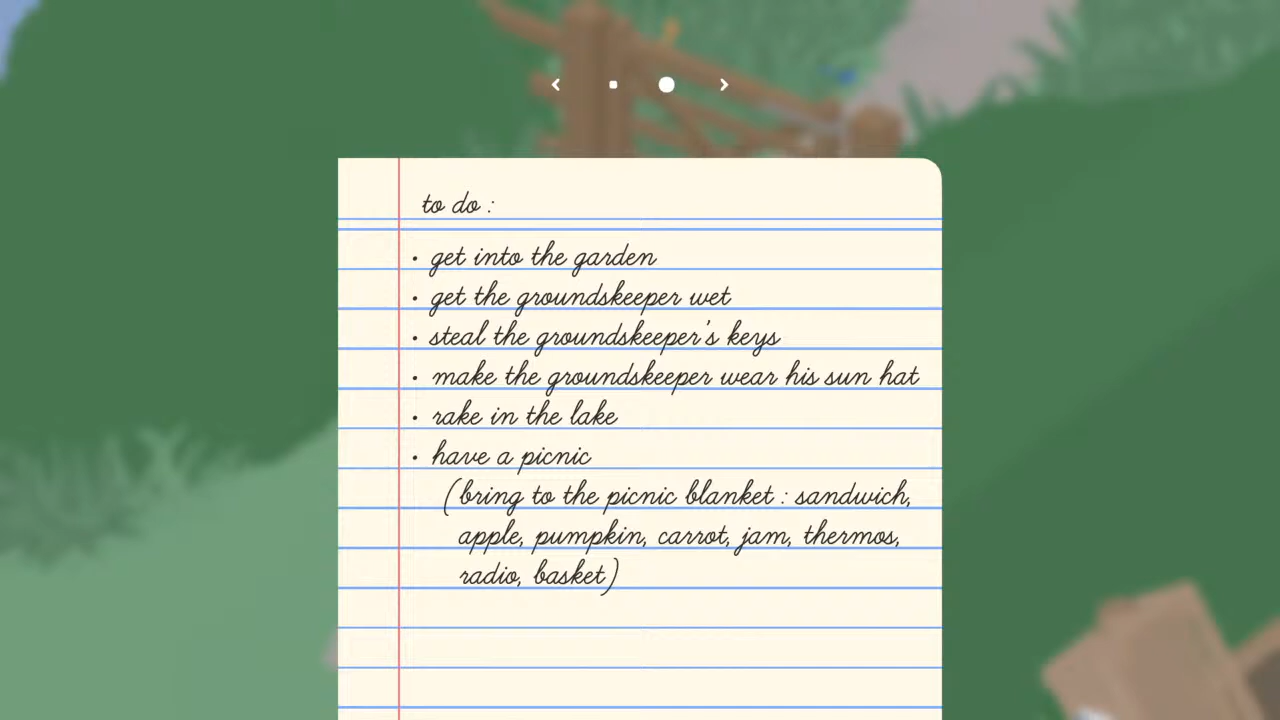 to do :
• get into the garden
• get the groundskeeper wet
• steal the groundskeeper's keys
• make the groundskeeper wear his sun hat
• rake in the lake
• have a picnic
(bring to the picnic blanket : sandwich,
apple, pumpkin, carrot, jam, thermos,
radio, basket)